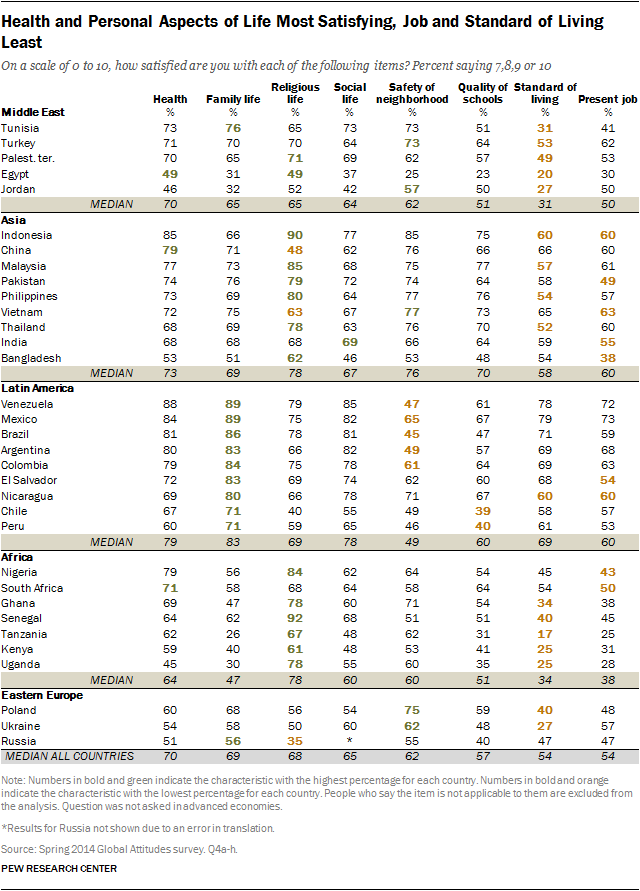 Health and Personal Aspects of Life Most Satisfying, Job and Standard of Living
Least
On a scale of 0 to 10, how satisfied are you with each of the following items? Percent saying 7,8,9 or 10
Health Family life Religious life Social life Safety of neighborhood Quality of schools Standard of living Present job
Middle East % % % % % % % %
Tunisia 73 76 65 73 73 51 31 41
Turkey 71 70 70 64 73 64 53 62
Palest. ter. 70 65 71 69 62 57 49 53
Egypt 49 31 49 37 25 23 20 30
Jordan 46 32 52 42 57 50 27 50
MEDIAN 70 65 65 64 62 51 31 50
Asia
Indonesia 85 66 90 77 85 75 60 60
China 79 71 48 62 76 66 66 60
Malaysia 77 73 85 68 75 77 57 61
Pakistan 74 76 79 72 74 64 58 49
Philippines 73 69 80 64 77 76 54 57
Vietnam 72 75 63 67 77 73 65 63
Thailand 68 69 78 63 76 70 52 60
India 68 68 68 69 66 64 59 55
Bangladesh 53 51 62 46 53 48 54 38
MEDIAN 73 69 78 67 76 70 58 60
Latin America
Venezuela 88 89 79 85 47 61 78 72
Mexico 84 89 75 82 65 67 79 73
Brazil 81 86 78 81 45 47 71 59
Argentina 80 83 66 82 49 57 69 68
Colombia 79 84 75 78 61 64 69 63
El Salvador 72 83 69 74 62 60 68 54
Nicaragua 69 80 66 78 71 67 60 60
Chile 67 71 40 55 49 39 58 57
Peru 60 71 59 65 46 40 61 53
MEDIAN 79 83 69 78 49 60 69 60
Africa
Nigeria 79 56 84 62 64 54 45 43
South Africa 71 58 68 64 58 64 54 50
Ghana 69 47 78 60 71 54 34 38
Senegal 64 62 92 68 51 51 40 45
Tanzania 62 26 67 48 62 31 17 25
Kenya 59 40 61 48 53 41 25 31
Uganda 45 30 78 55 60 35 25 28
MEDIAN 64 47 78 60 60 51 34 38
Eastern Europe
Poland 60 68 56 54 75 59 40 48
Ukraine 54 58 50 60 62 48 27 57
Russia 51 56 35 * 55 40 47 47
MEDIAN ALL COUNTRIES 70 69 68 65 62 57 54 54
Note: Numbers in bold and green indicate the characteristic with the highest percentage for each country. Numbers in bold and orange
indicate the characteristic with the lowest percentage for each country. People who say the item is not applicable to them are excluded from
the analysis. Question was not asked in advanced economies.
*Results for Russia not shown due to an error in translation.
Source: Spring 2014 Global Attitudes survey. Q4a-h.
PEW RESEARCH CENTER